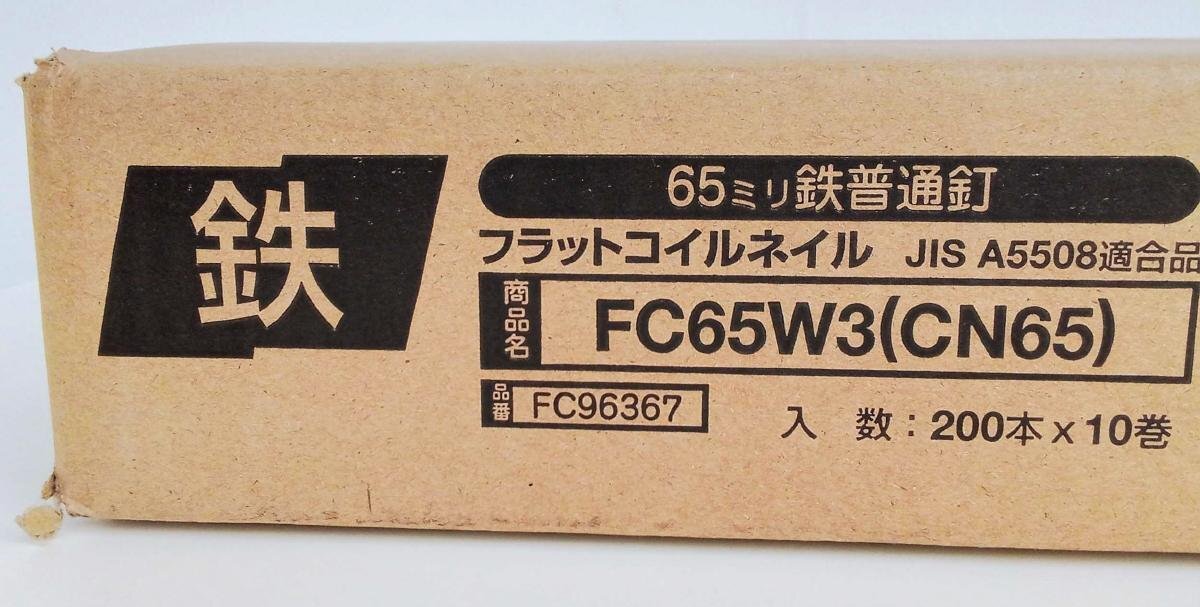 鉄
65ミリ鉄普通釘
フラットコイルネイル JIS A5508適合品
商品名 FC65W3(CN65)
品番 FC96367
入 数:200本x10巻